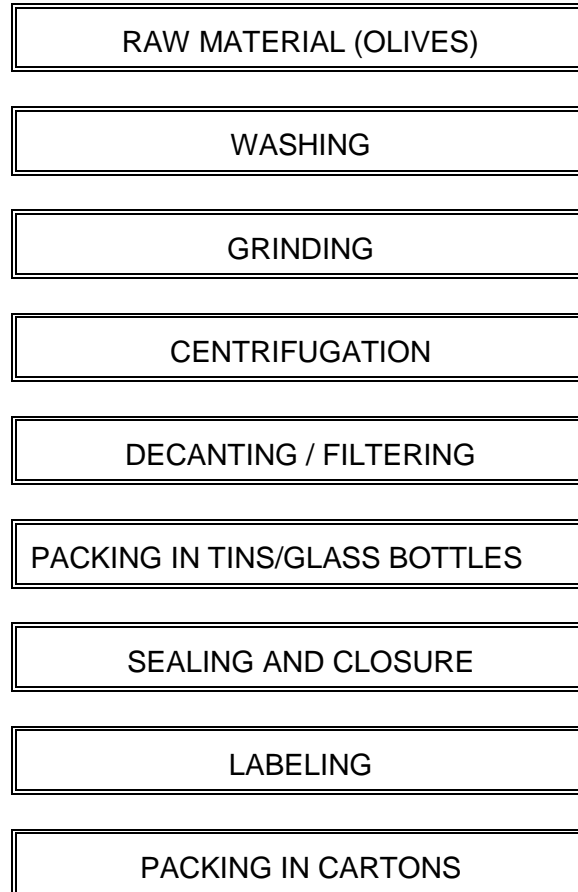 RAW MATERIAL (OLIVES)
WASHING
GRINDING
CENTRIFUGATION
DECANTING / FILTERING
PACKING IN TINS/GLASS BOTTLES
SEALING AND CLOSURE
LABELING
PACKING IN CARTONS